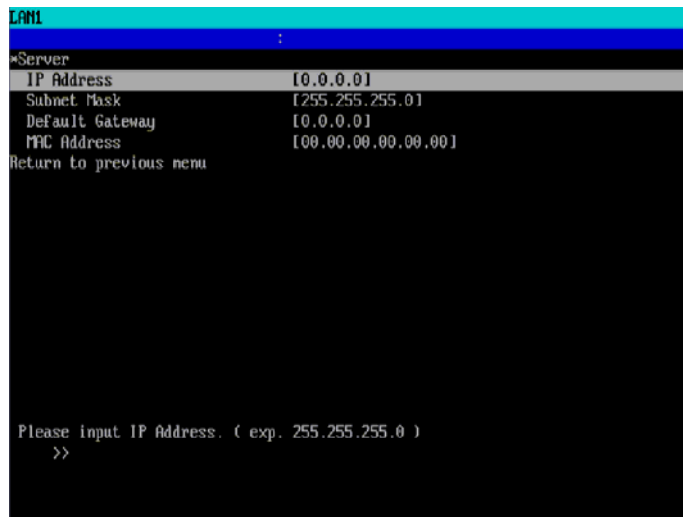 LAN1
:
*Server
IP Address [0.0.0.0]
Subnet Mask [255.255.255.0]
Default Gateway [0.0.0.0]
MAC Address [00.00.00.00.00.00]
Return to previous menu
Please input IP Address. ( exp. 255.255.255.0 )
>>